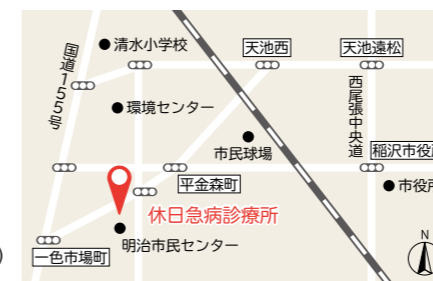 清水小学校
天池西
天池遠松
国道155号
環境センター
西尾張中央道
市民球場
稲沢市役所
平金森町
市役所
休日急病診療所
明治市民センター
一色市場町
N
)